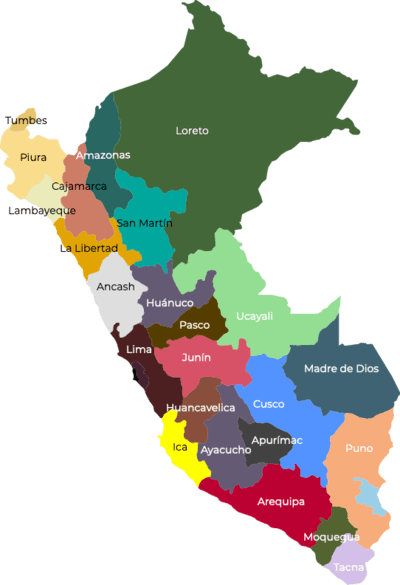 Tumbes
Loreto
Piura
Amazonas
Cajamarca
Lambayeque
San Martín
La Libertad
Ancash
Huánuco
Ucayali
Pasco
Lima
Junín
Madre de Dios
Huancavelica
Cusco
Ica
Ayacucho
Apurímac
Puno
Arequipa
Moquegua
Tacna